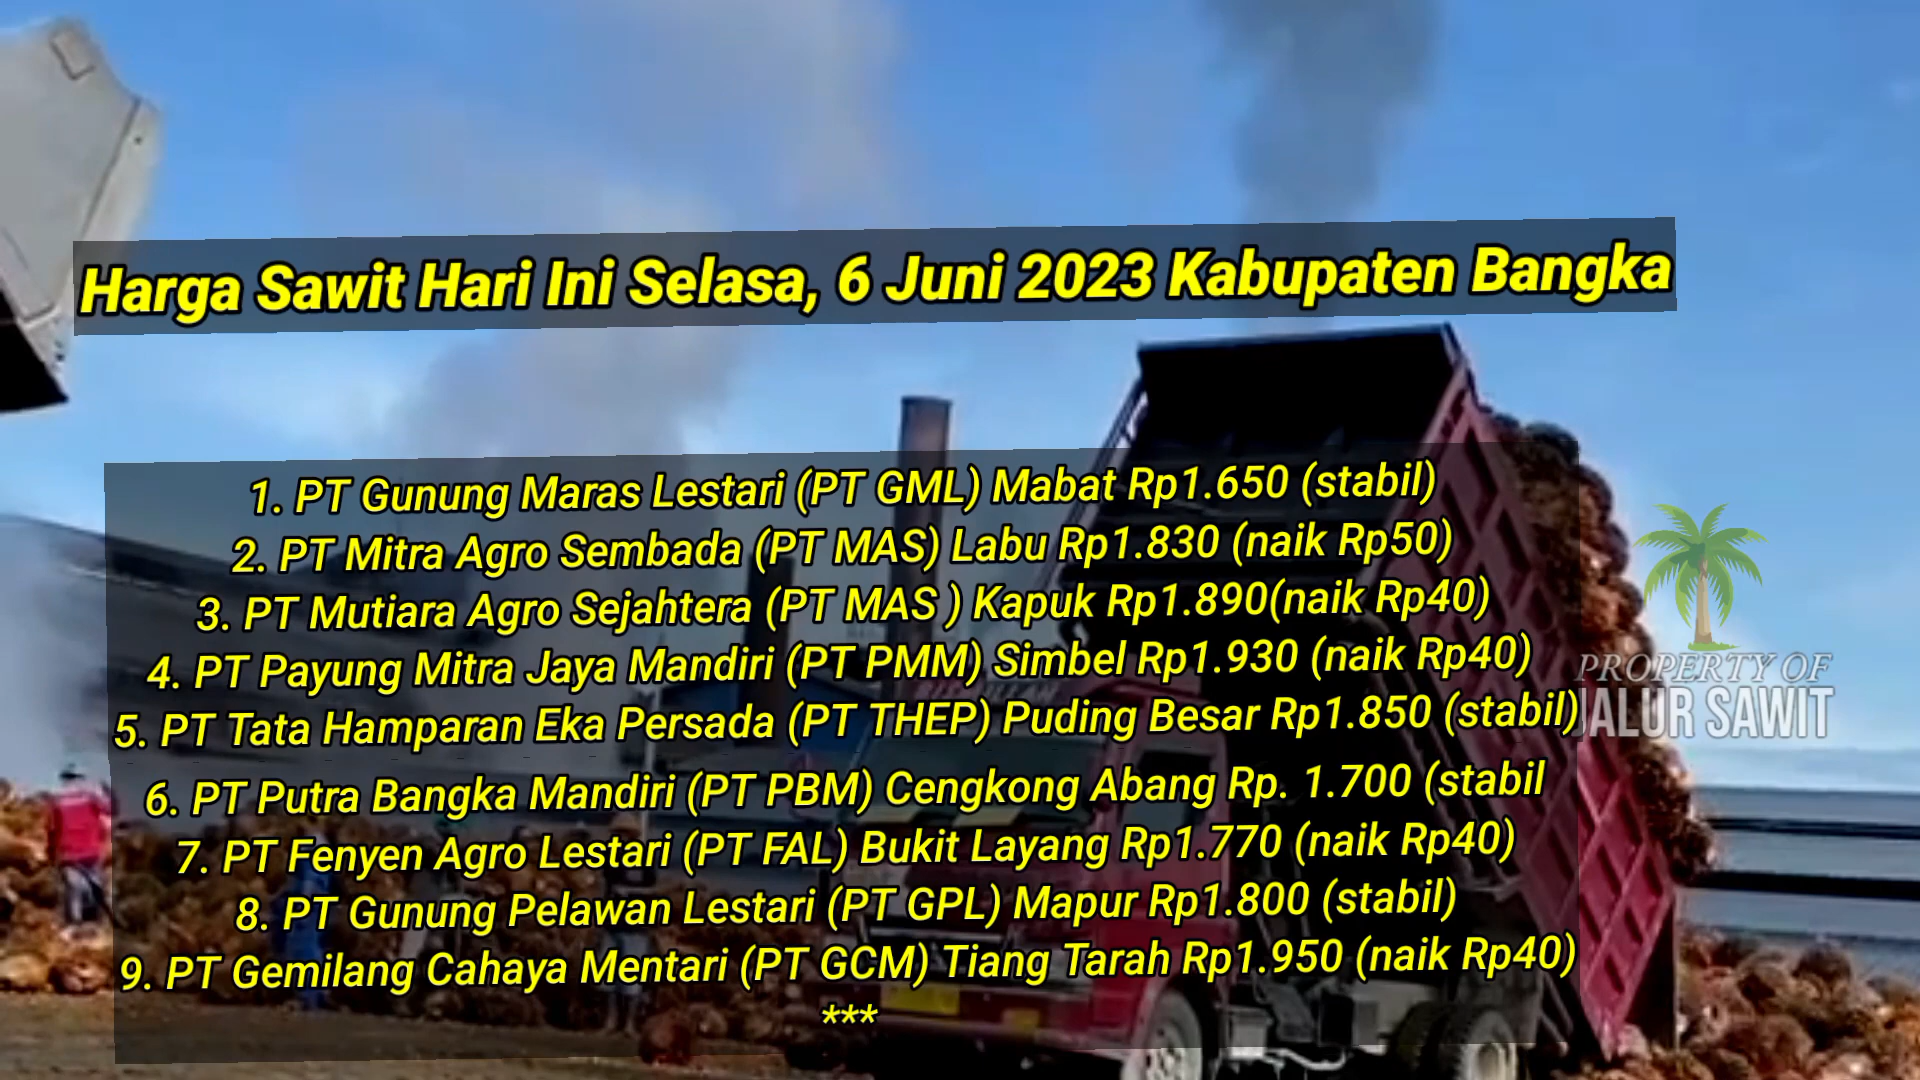 Harga Sawit Hari Ini Selasa, 6 Juni 2023 Kabupaten Bangka
1. PT Gunung Maras Lestari (PT GML) Mabat Rp1.650 (stabil)
2. PT Mitra Agro Sembada (PT MAS) Labu Rp1.830 (naik Rp50)
3. PT Mutiara Agro Sejahtera (PT MAS ) Kapuk Rp1.890(naik Rp40)
4. PT Payung Mitra Jaya Mandiri (PT PMM) Simbel Rp1.930 (naik Rp40)
5. PT Tata Hamparan Eka Persada (PT THEP) Puding Besar Rp1.850 (stabil)
6. PT Putra Bangka Mandiri (PT PBM) Cengkong Abang Rp. 1.700 (stabil
7. PT Fenyen Agro Lestari (PT FAL) Bukit Layang Rp1.770 (naik Rp40)
8. PT Gunung Pelawan Lestari (PT GPL) Mapur Rp1.800 (stabil)
9. PT Gemilang Cahaya Mentari (PT GCM) Tiang Tarah Rp1.950 (naik Rp40)
***
PROPERTY OF
JALUR SAWIT